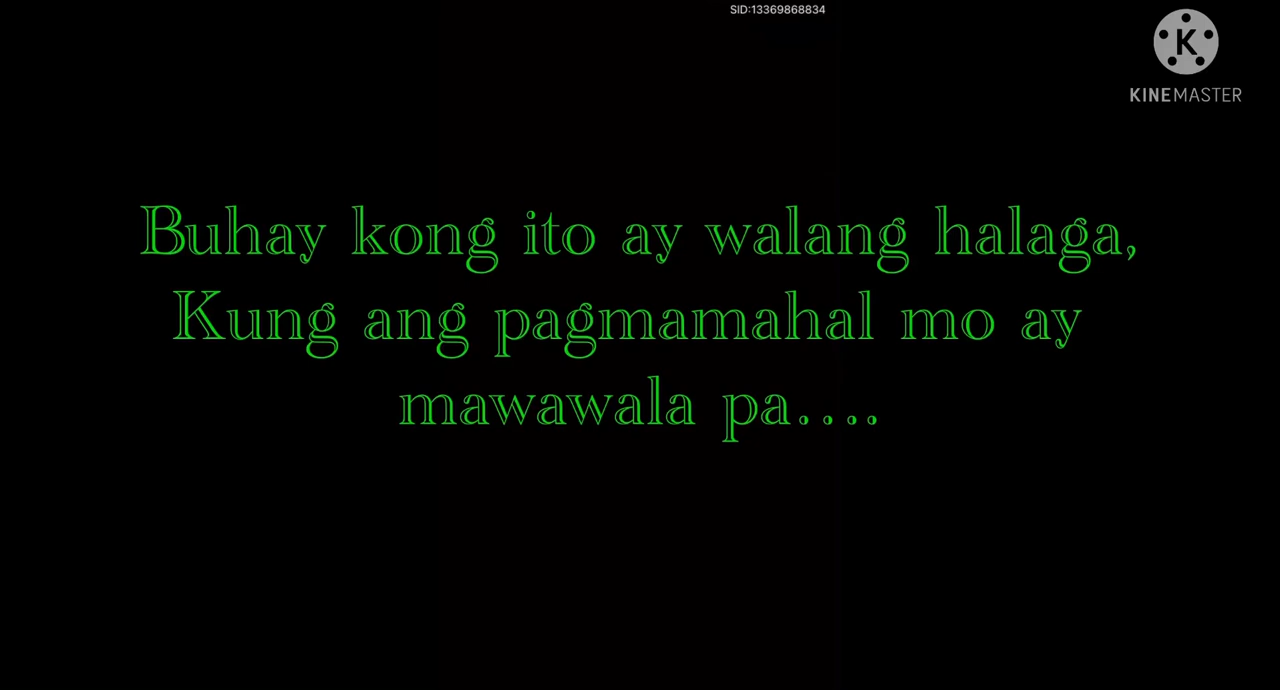 SID:13369868834
K
KINEMASTER
Buhay kong ito ay walang halaga,
Kung ang pagmamahal mo ay
mawawala pa....